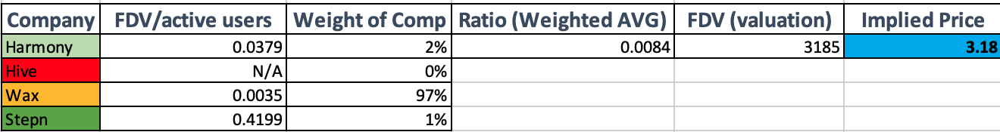 Company FDV/active users Weight of Comp Ratio (Weighted AVG) FDV (valuation) Implied Price
Harmony 0.0379 2% 0.0084 3185 3.18
Hive N/A 0%
Wax 0.0035 97%
Stepn 0.4199 1%